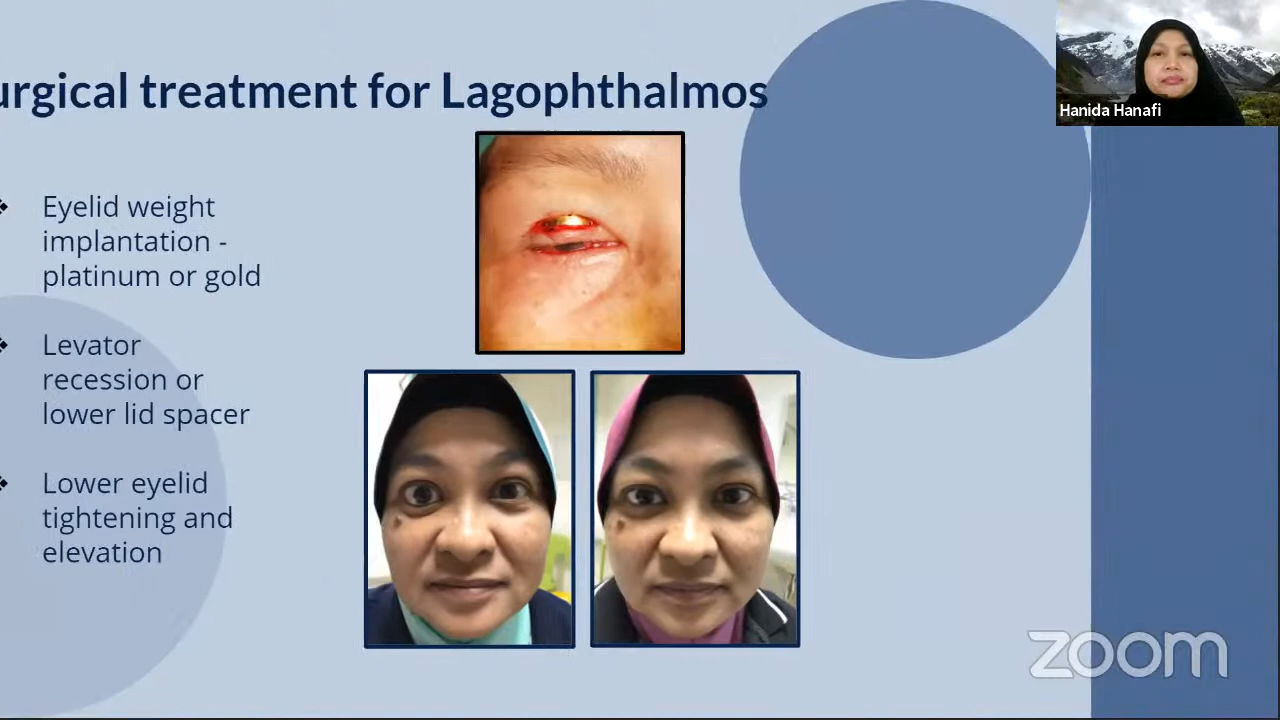 urgical treatment for Lagophthalmos
Hanida Hanafi
Eyelid weight
implantation -
platinum or gold
Levator
recession or
lower lid spacer
Lower eyelid
tightening and
elevation
zoom